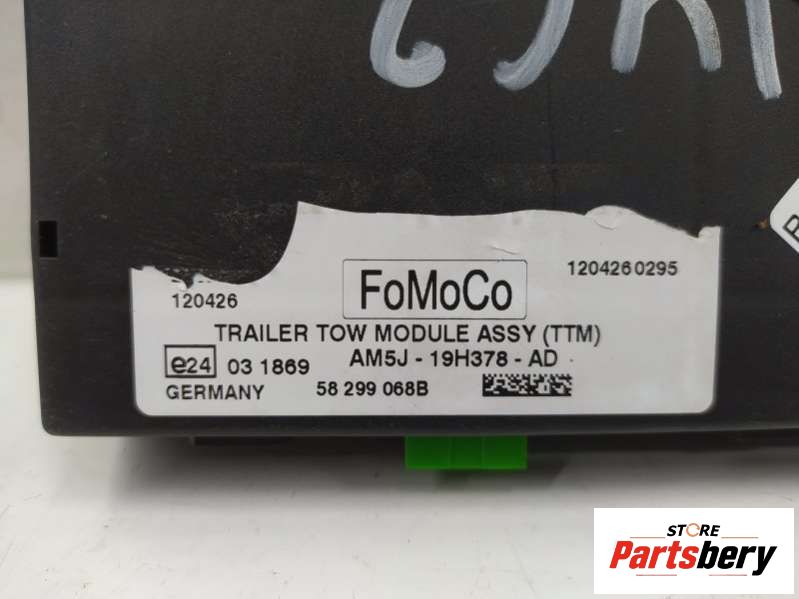 120426
FoMoCo
1204260295
TRAILER TOW MODULE ASSY (TTM)
e24 03 1869
AM5J - 19H378 - AD
GERMANY
58 299 068B
STORE
Partsbery